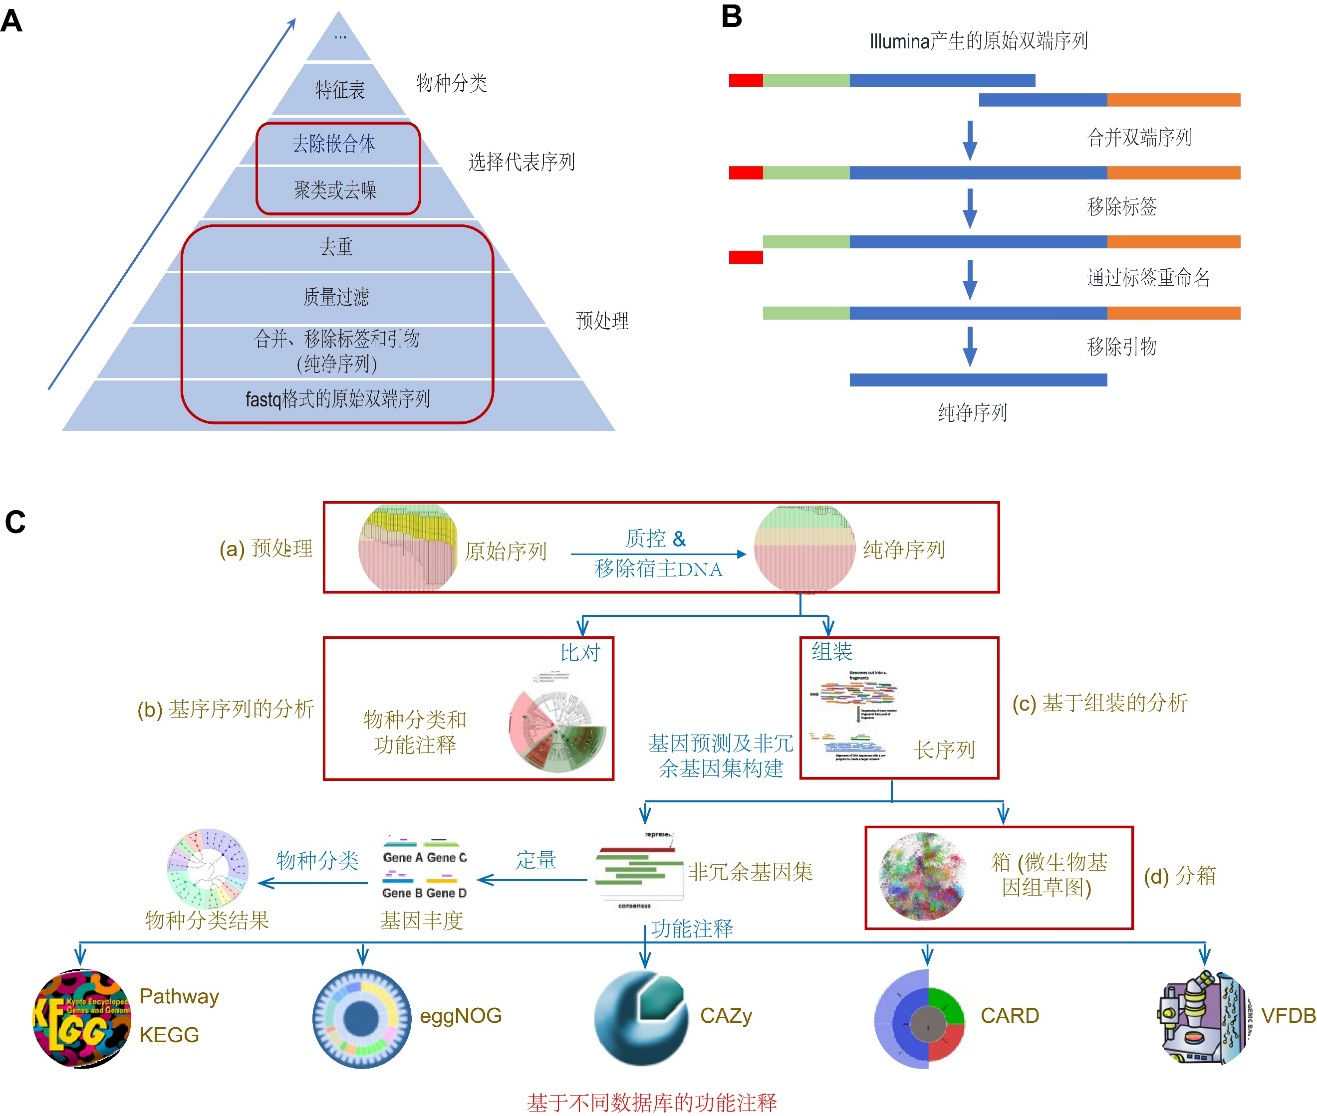 A
...
特征表
物种分类
去除嵌合体
聚类或去噪
选择代表序列
去重
质量过滤
合并、移除标签和引物
(纯净序列)
fastq格式的原始双端序列
预处理
B
Illumina产生的原始双端序列
合并双端序列
移除标签
通过标签重命名
移除引物
纯净序列
C
(a) 预处理
原始序列
质控 &
移除宿主DNA
纯净序列
(b) 基序序列的分析
比对
物种分类和
功能注释
组装
Genomes cut into s.
fragments
长序列
(c) 基于组装的分析
基因预测及非冗
余基因集构建
物种分类
物种分类结果
Gene A Gene C
Gene B Gene D
基因丰度
定量
consensus
非冗余基因集
箱 (微生物基
因组草图)
(d) 分箱
功能注释
KEGG
Kyoto Encyclopedi
Genes and Genom
Pathway
KEGG
eggNOG
CAZy
CARD
VFDB
基于不同数据库的功能注释